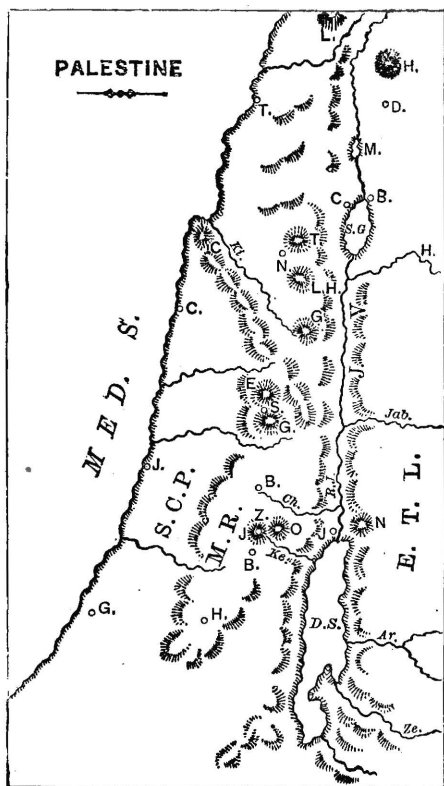 L.
PALESTINE
H.
D.
T.
M.
C.
B.
S.G
C.
Ki.
T.
N
H.
L.H.
C.
G.
V.
J.
E
S
G.
Jab.
MED. S.
J.
B.
Ch.
R.J.
S.C.P.
M.R.
Z.
J
O
J
N
E.T.L.
B.
Ke.
G.
H.
D.S.
Ar.
Ze.